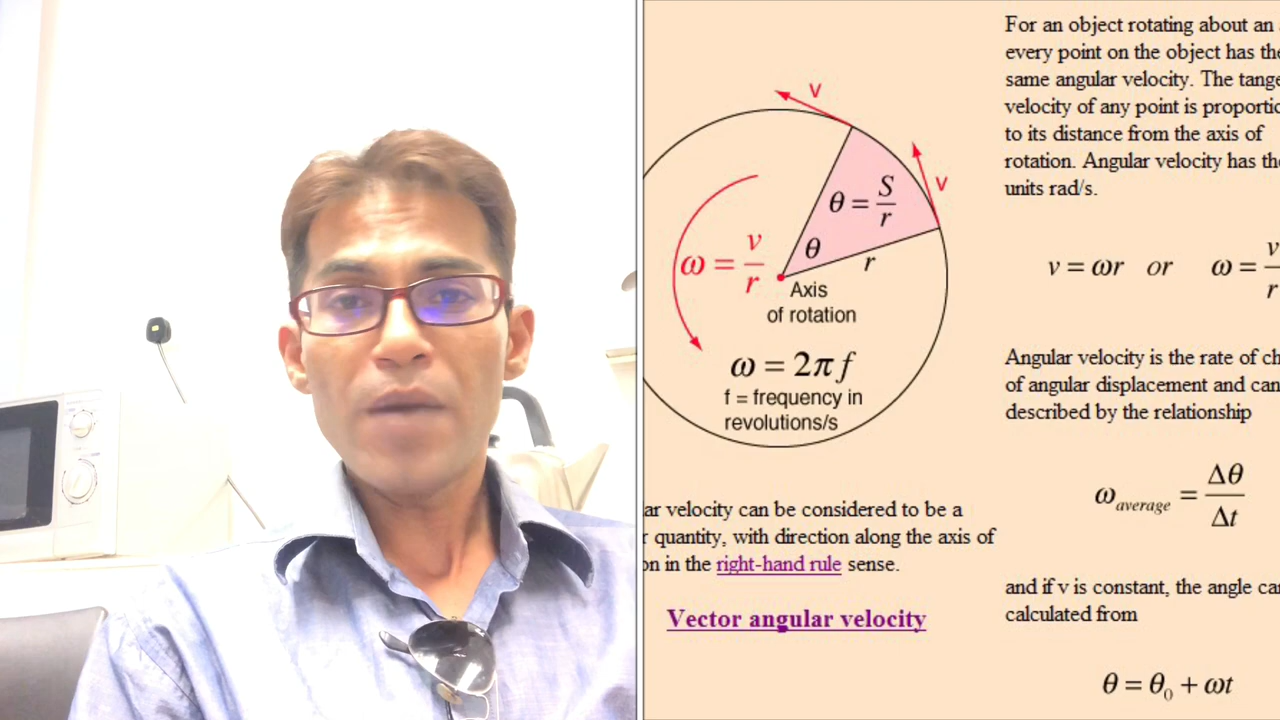 v
v
θ = S/r
θ
r
ω = v/r
Axis
of rotation
ω = 2π f
f = frequency in
revolutions/s
ar velocity can be considered to be a
r quantity, with direction along the axis of
on in the right-hand rule sense.
Vector angular velocity
For an object rotating about an
every point on the object has the
same angular velocity. The tange
velocity of any point is proportio
to its distance from the axis of
rotation. Angular velocity has the
units rad/s.
v = ωr or ω = v/r
Angular velocity is the rate of ch
of angular displacement and can
described by the relationship
ω average = Δθ/Δt
and if v is constant, the angle ca
calculated from
θ = θ₀ + ωt